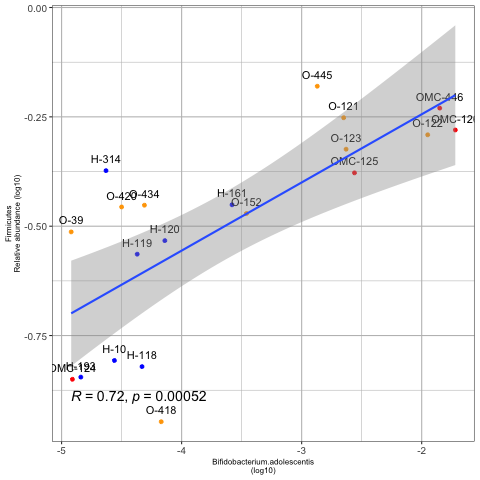 0.00
O-445
OMC-446
O-121
-0.25
OMC-126
O-122
O-123
OMC-125
H-314
H-161
O-420
O-434
O-152
-0.50
O-39
H-120
H-119
Firmicutes
Relative abundance (log10)
-0.75
H-10
H-118
OMC-124
R = 0.72, p = 0.00052
O-418
-5
-4
-3
-2
Bifidobacterium.adolescentis
(log10)